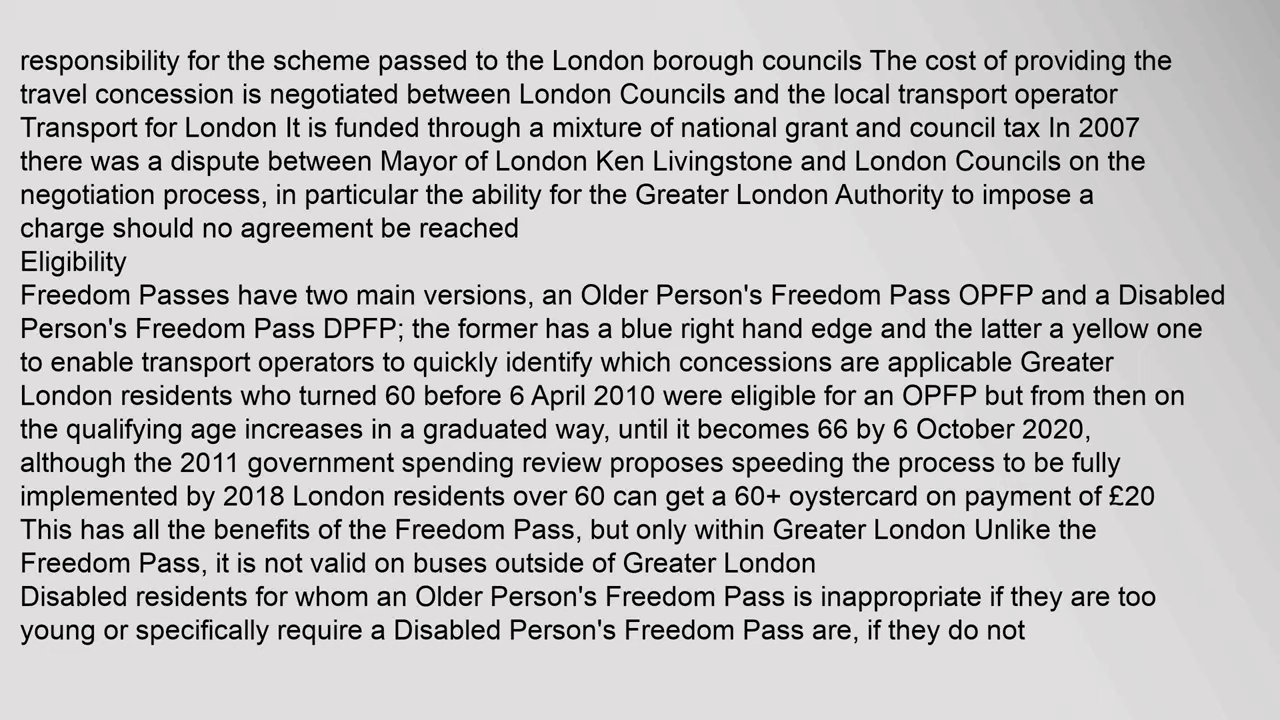 responsibility for the scheme passed to the London borough councils The cost of providing the
travel concession is negotiated between London Councils and the local transport operator
Transport for London It is funded through a mixture of national grant and council tax In 2007
there was a dispute between Mayor of London Ken Livingstone and London Councils on the
negotiation process, in particular the ability for the Greater London Authority to impose a
charge should no agreement be reached
Eligibility
Freedom Passes have two main versions, an Older Person's Freedom Pass OPFP and a Disabled
Person's Freedom Pass DPFP; the former has a blue right hand edge and the latter a yellow one
to enable transport operators to quickly identify which concessions are applicable Greater
London residents who turned 60 before 6 April 2010 were eligible for an OPFP but from then on
the qualifying age increases in a graduated way, until it becomes 66 by 6 October 2020,
although the 2011 government spending review proposes speeding the process to be fully
implemented by 2018 London residents over 60 can get a 60+ oystercard on payment of £20
This has all the benefits of the Freedom Pass, but only within Greater London Unlike the
Freedom Pass, it is not valid on buses outside of Greater London
Disabled residents for whom an Older Person's Freedom Pass is inappropriate if they are too
young or specifically require a Disabled Person's Freedom Pass are, if they do not